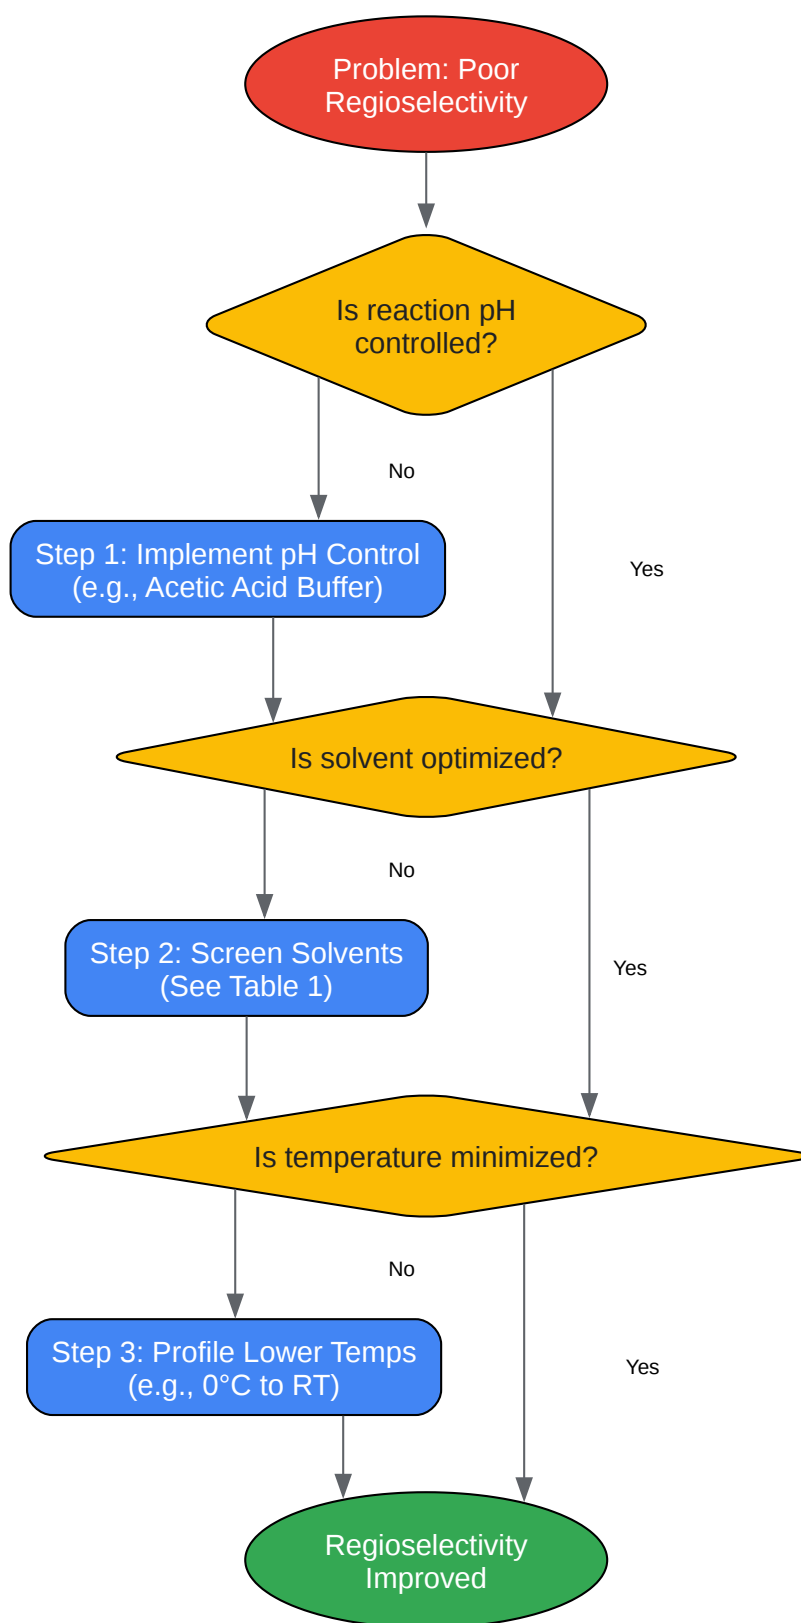 Problem: Poor
Regioselectivity
Is reaction pH
controlled?
No
Step 1: Implement pH Control
(e.g., Acetic Acid Buffer)
Yes
Is solvent optimized?
No
Step 2: Screen Solvents
(See Table 1)
Yes
Is temperature minimized?
No
Step 3: Profile Lower Temps
(e.g., 0°C to RT)
Yes
Regioselectivity
Improved